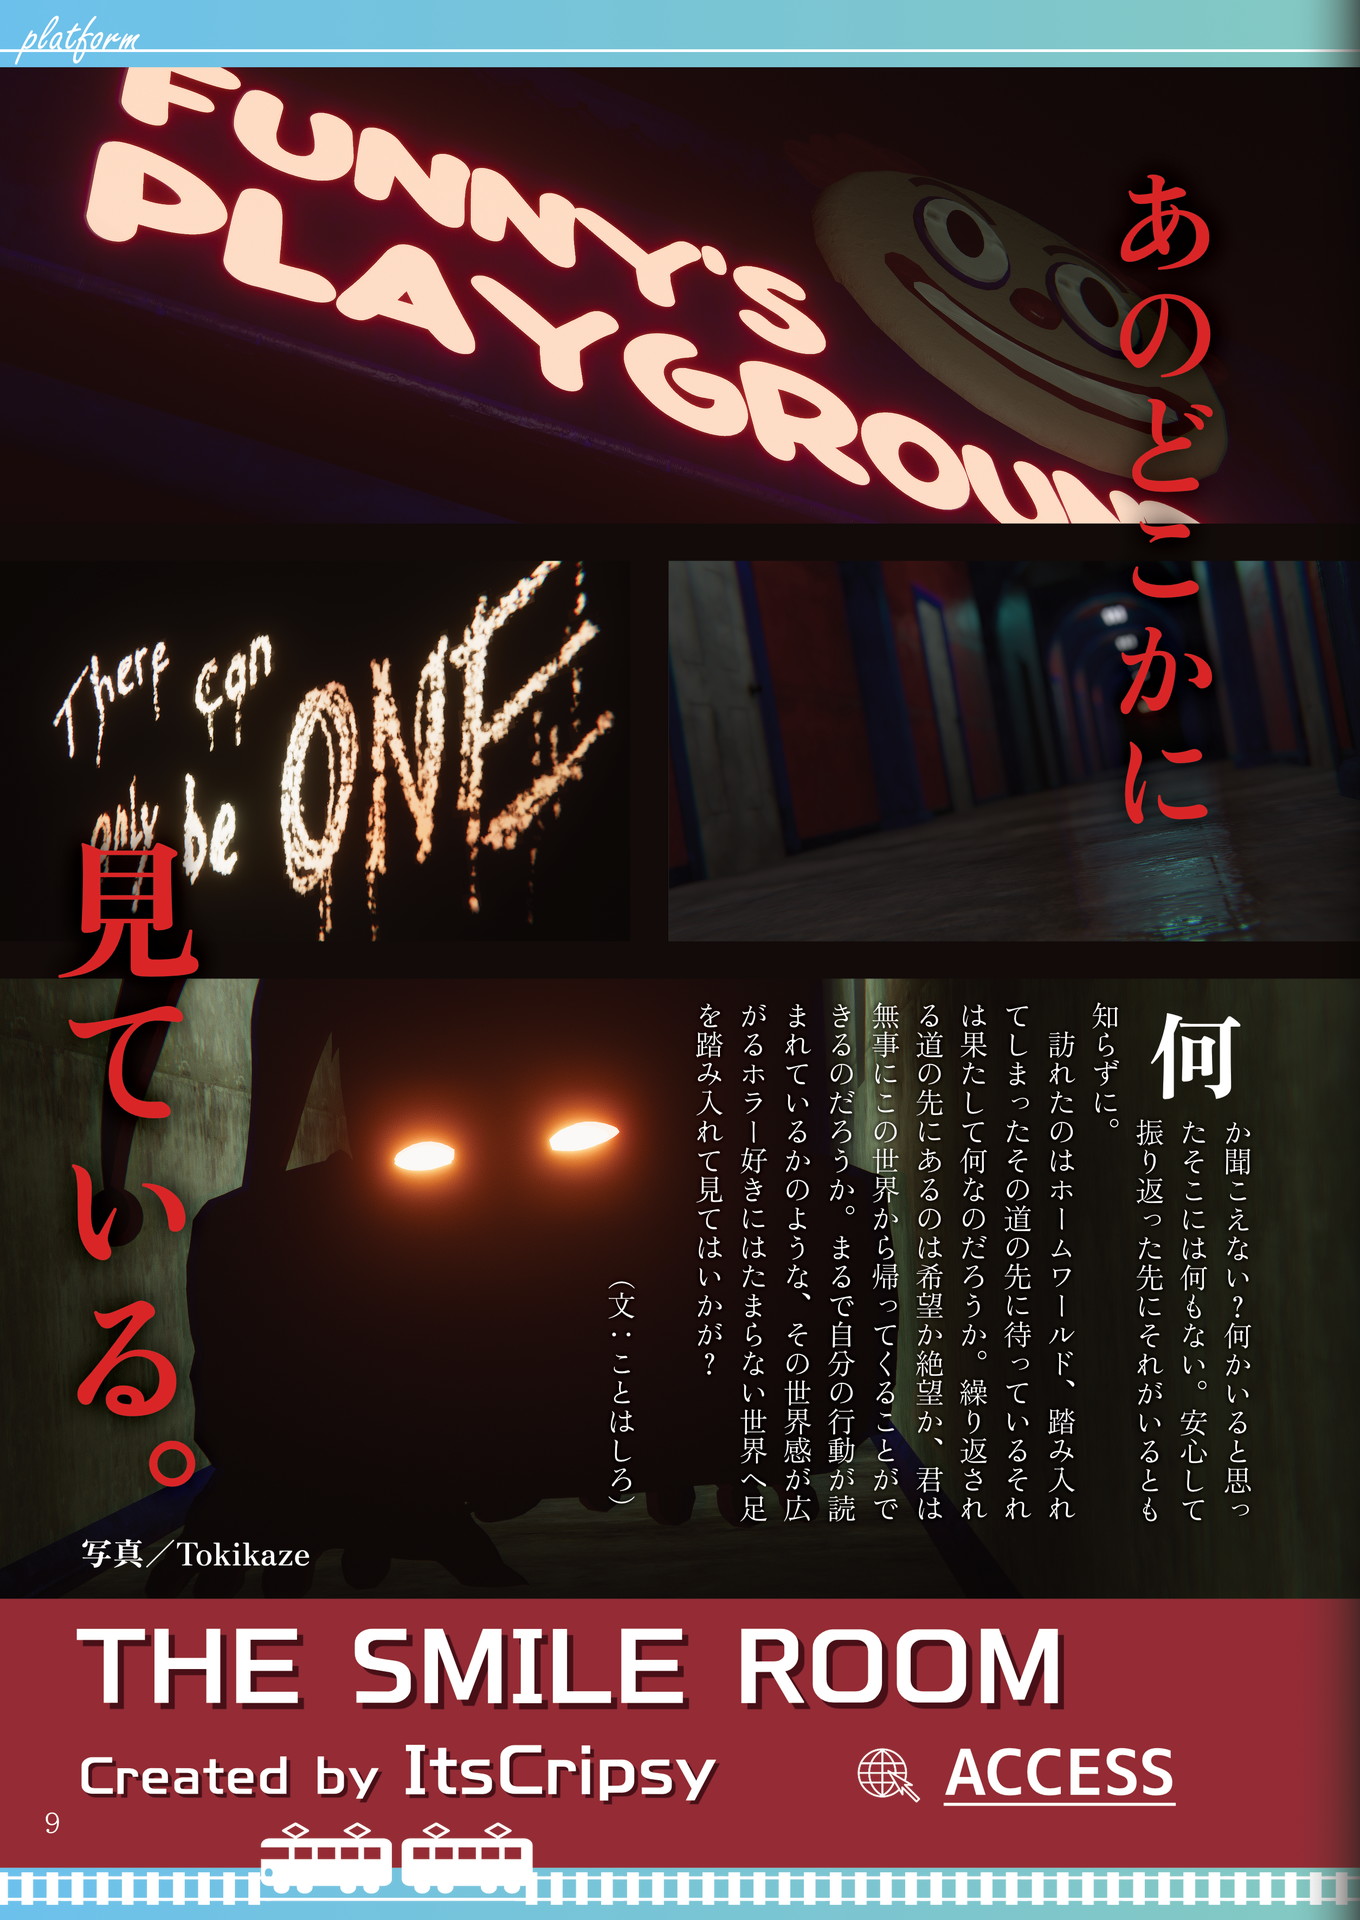 platform
FUNNY'S
PLAYGROUN
あのどこかに
There can
only be ONE
見ている。
何か聞こえない？何かいると思っ
たそこには何もない。安心して
振り返った先にそれがいるとも
知らずに。
訪れたのはホームワールド、踏み入れ
てしまったその道の先に待っているそれ
は果たして何なのだろうか。繰り返され
る道の先にあるのは希望か絶望か、君は
無事にこの世界から帰ってくることがで
きるのだろうか。まるで自分の行動が読
まれているかのような、その世界感が広
がるホラー好きにはたまらない世界へ足
を踏み入れて見てはいかが？
（文：ことはしろ）
写真／Tokikaze
THE SMILE ROOM
Created by ItsCripsy
ACCESS
9